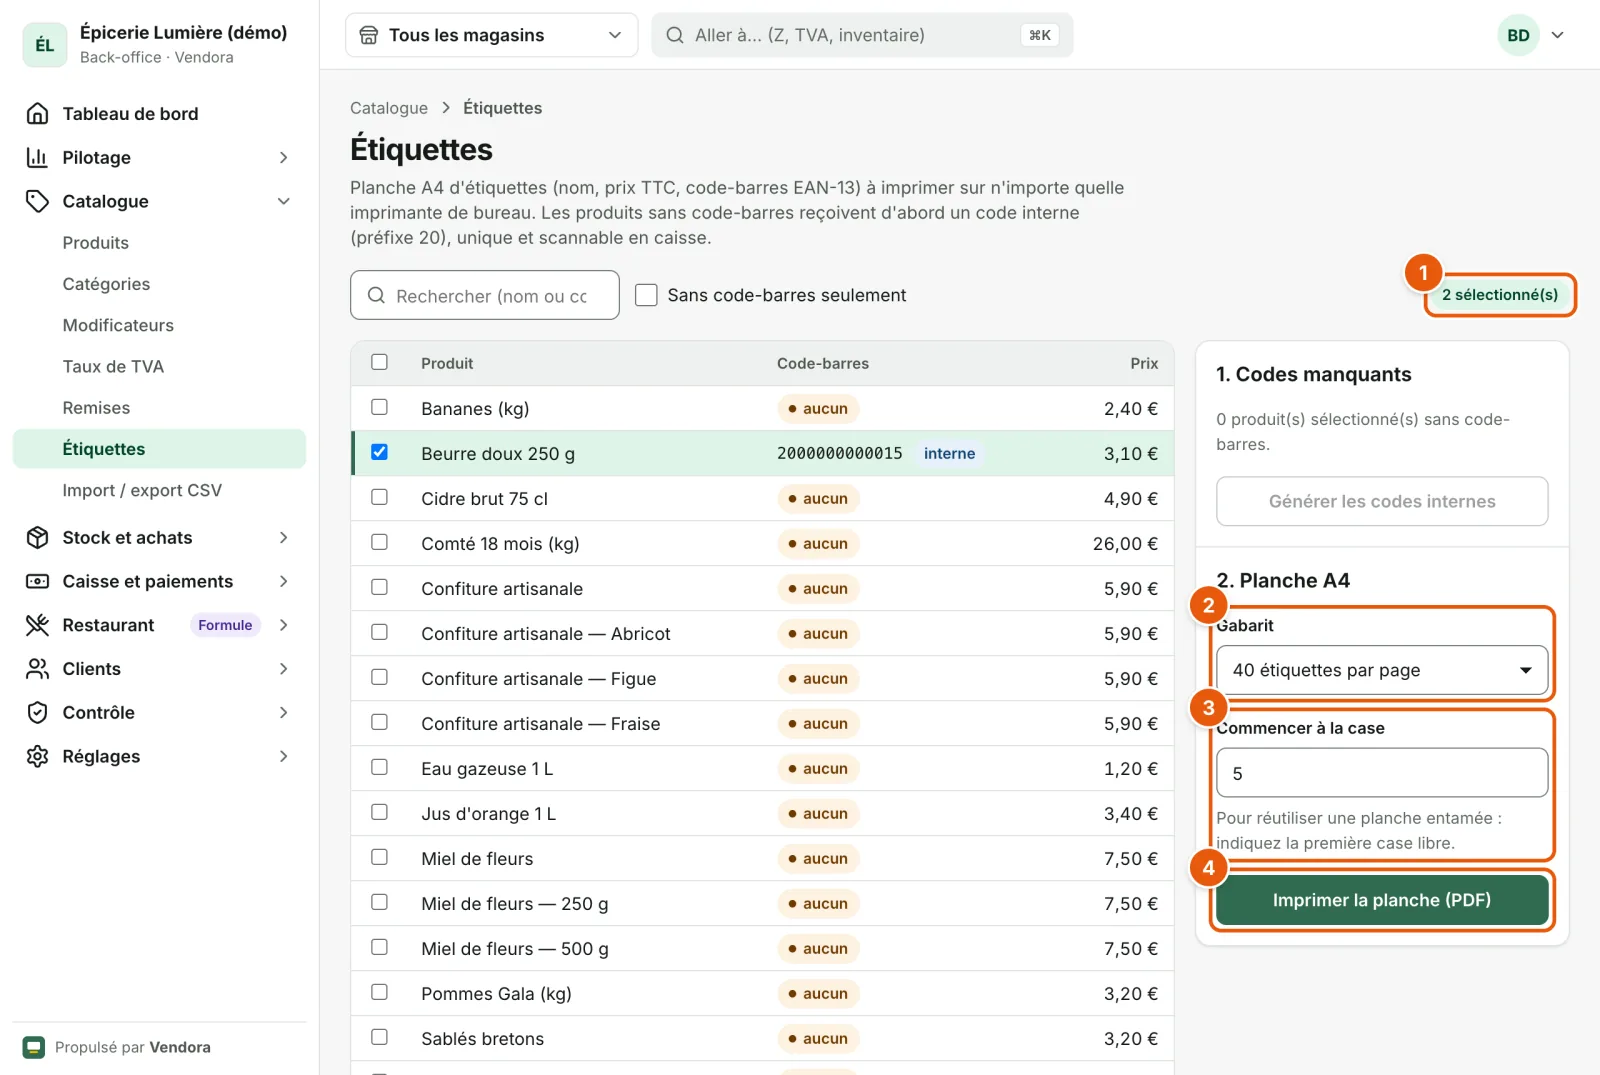 ÉL
Épicerie Lumière (démo)
Back-office · Vendora
Tous les magasins
Aller à... (Z, TVA, inventaire)
⌘K
BD
Tableau de bord
Pilotage
Catalogue
Produits
Catégories
Modificateurs
Taux de TVA
Remises
Étiquettes
Import / export CSV
Stock et achats
Caisse et paiements
Restaurant Formule
Clients
Contrôle
Réglages
Propulsé par Vendora
Catalogue > Étiquettes
Étiquettes
Planche A4 d'étiquettes (nom, prix TTC, code-barres EAN-13) à imprimer sur n'importe quelle
imprimante de bureau. Les produits sans code-barres reçoivent d'abord un code interne
(préfixe 20), unique et scannable en caisse.
Rechercher (nom ou cc
Sans code-barres seulement
1
2 sélectionné(s)
Produit Code-barres Prix
Bananes (kg) aucun 2,40 €
Beurre doux 250 g 2000000000015 interne 3,10 €
Cidre brut 75 cl aucun 4,90 €
Comté 18 mois (kg) aucun 26,00 €
Confiture artisanale aucun 5,90 €
Confiture artisanale — Abricot aucun 5,90 €
Confiture artisanale — Figue aucun 5,90 €
Confiture artisanale — Fraise aucun 5,90 €
Eau gazeuse 1 L aucun 1,20 €
Jus d'orange 1 L aucun 3,40 €
Miel de fleurs aucun 7,50 €
Miel de fleurs — 250 g aucun 7,50 €
Miel de fleurs — 500 g aucun 7,50 €
Pommes Gala (kg) aucun 3,20 €
Sablés bretons aucun 3,20 €
1. Codes manquants
0 produit(s) sélectionné(s) sans code-
barres.
Générer les codes internes
2. Planche A4
2
Gabarit
40 étiquettes par page
3
Commencer à la case
5
Pour réutiliser une planche entamée :
indiquez la première case libre.
4
Imprimer la planche (PDF)